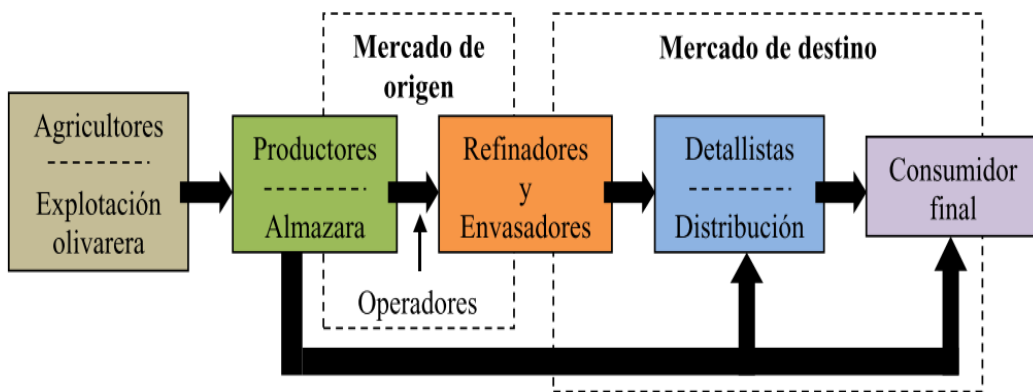 Mercado de
origen
Mercado de destino
Agricultores
Explotación
olivarera
Productores
Almazara
Refinadores
y
Envasadores
Detallistas
Distribución
Consumidor
final
Operadores